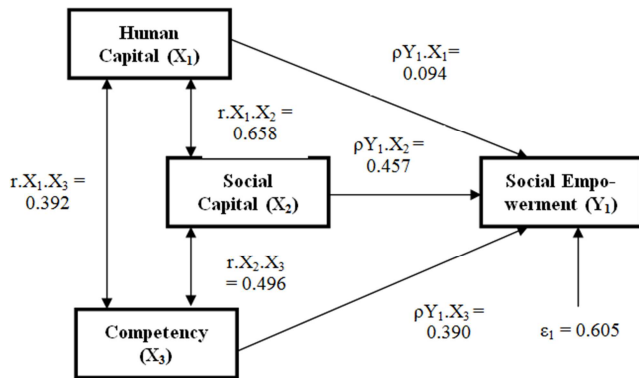 Human
Capital (X₁)
ρY₁.X₁=
0.094
r.X₁.X₂ =
0.658
ρY₁.X₂=
0.457
r.X₁.X₃ =
0.392
Social
Capital (X₂)
Social Empo-
werment (Y₁)
r.X₂.X₃
= 0.496
ρY₁.X₃=
0.390
ε₁ = 0.605
Competency
(X₃)